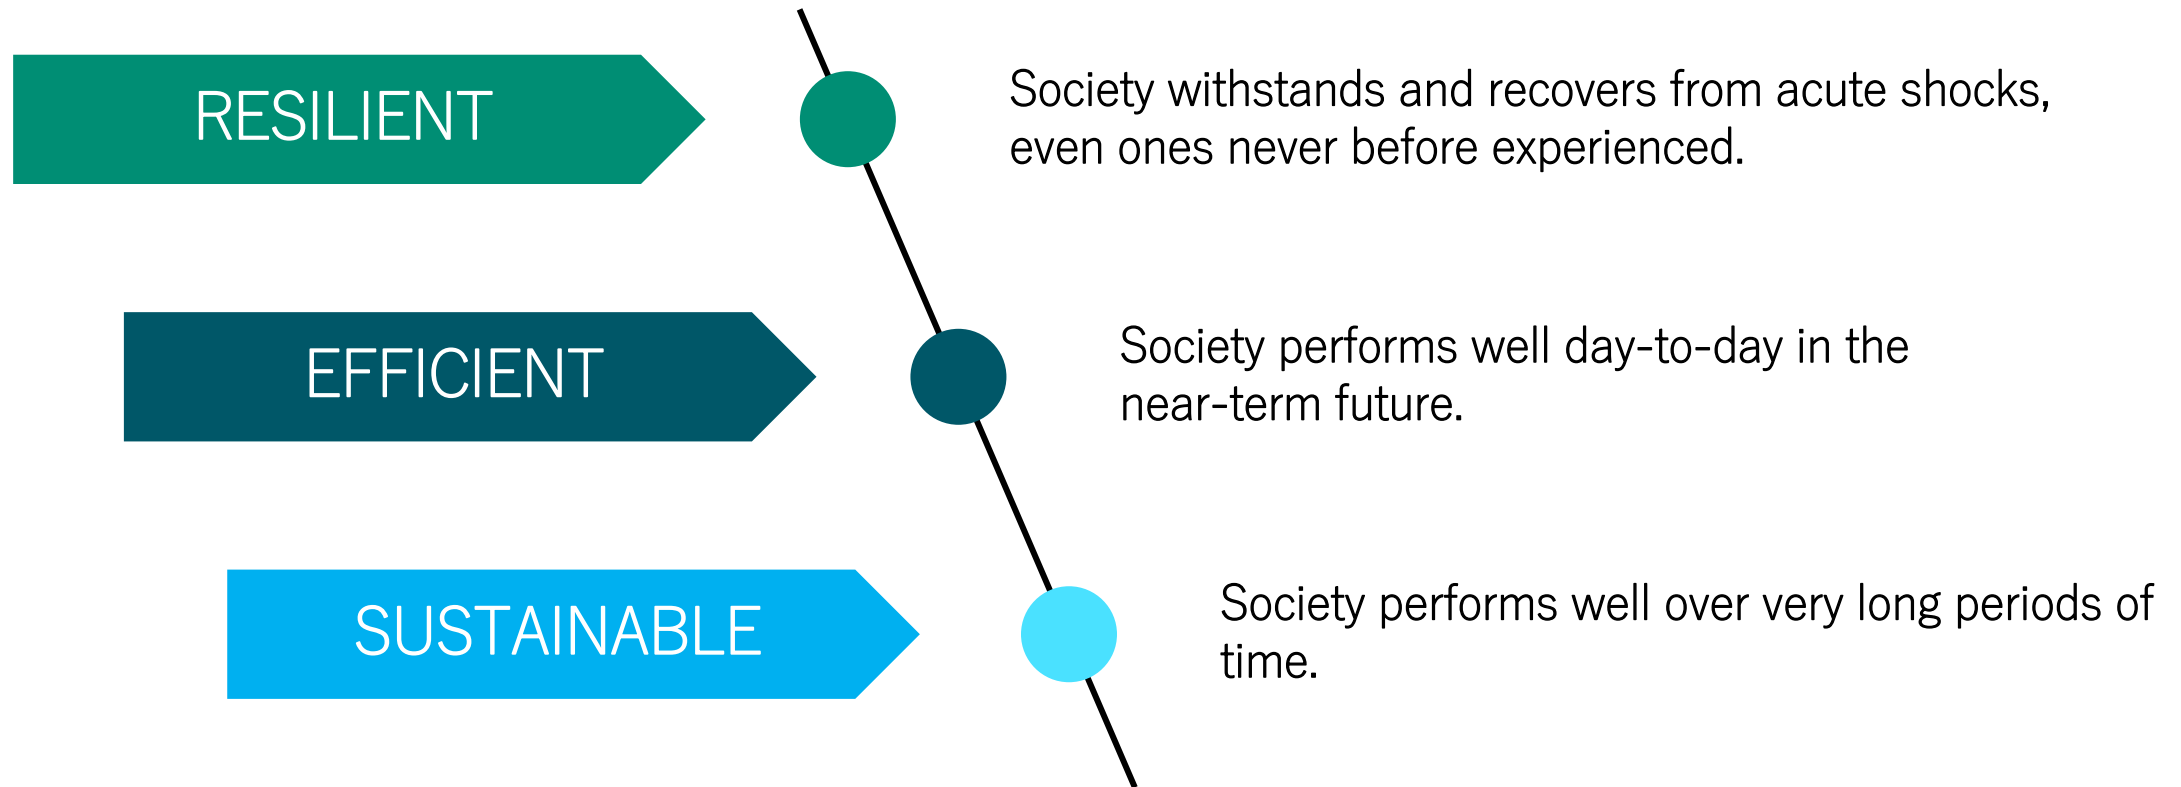 RESILIENT
Society withstands and recovers from acute shocks,
even ones never before experienced.
EFFICIENT
Society performs well day-to-day in the
near-term future.
SUSTAINABLE
Society performs well over very long periods of
time.